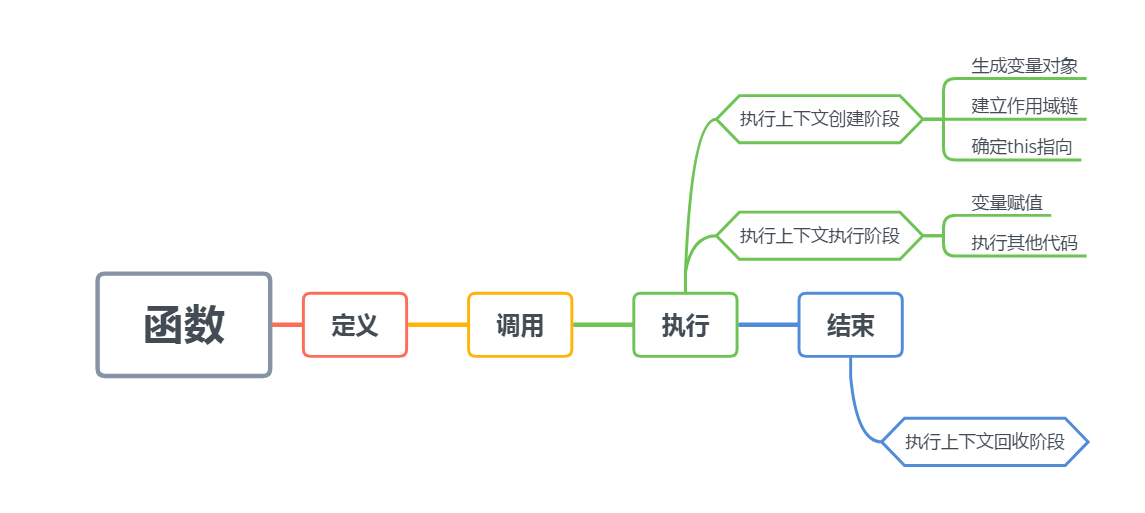 生成变量对象
执行上下文创建阶段
建立作用域链
确定this指向
变量赋值
执行上下文执行阶段
执行其他代码
函数
定义
调用
执行
结束
执行上下文回收阶段